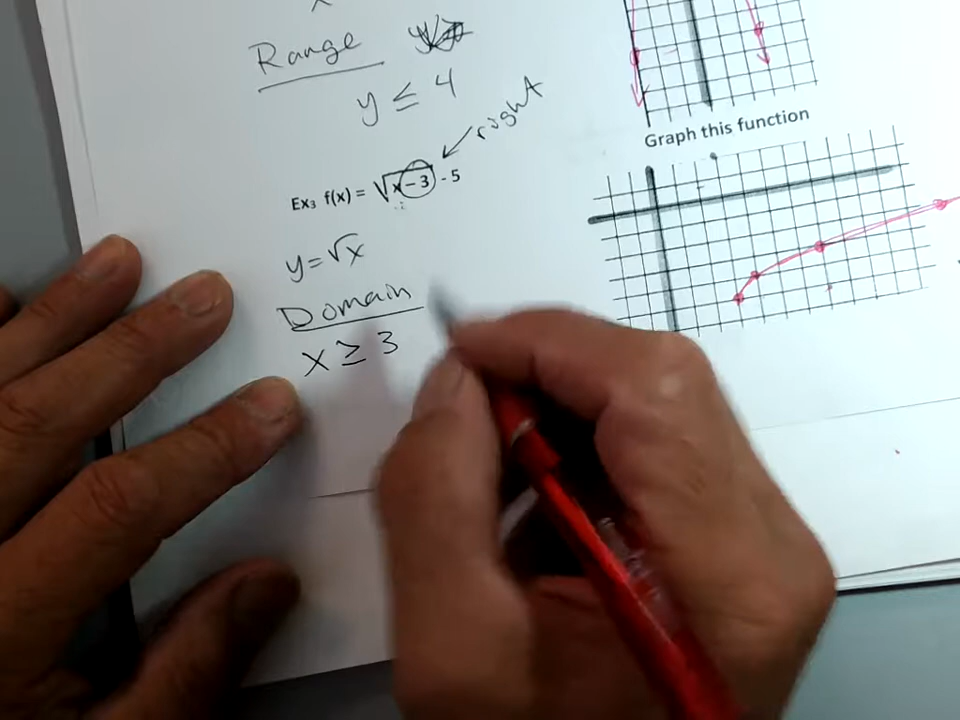 Range
y ≤ 4
right
Ex3 f(x) = √x – 3 - 5
y = √x
Domain
x ≥ 3
Graph this function